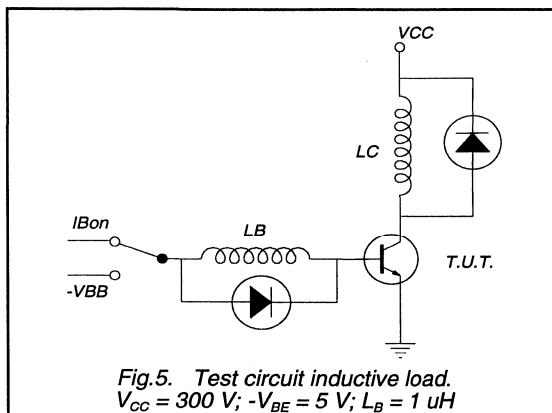 VCC
LC
IBon
LB
-VBB
T.U.T.
Fig.5. Test circuit inductive load.
VCC = 300 V; -VBE = 5 V; LB = 1 uH